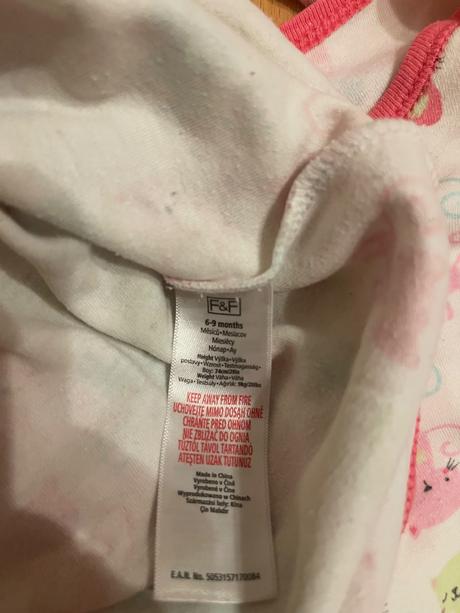 F&F
6-9 months
Měsíců•Mesiacov
Miesięcy
Hónap•Ay
Height Výška•Výška
postavy•Wzrost•Testmagasság•
Boy: 74cm/29in
Weight Váha•Váha
Waga•Testsúly•Ağırlık: 9kg/20lbs
KEEP AWAY FROM FIRE
UCHOVEJTE MIMO DOSAH OHNĚ
CHRÁŇTE PRED OHŇOM
NIE ZBLIŻAĆ DO OGNIA
TŰZTŐL TÁVOL TARTANDÓ
ATEŞTEN UZAK TUTUNUZ
Made in China
Vyrobeno v Číně
Vyrobené v Číne
Wyprodukowano w Chinach
Származási hely: Kína
Çin Malıdır
E.A.N. No. 5053157170084